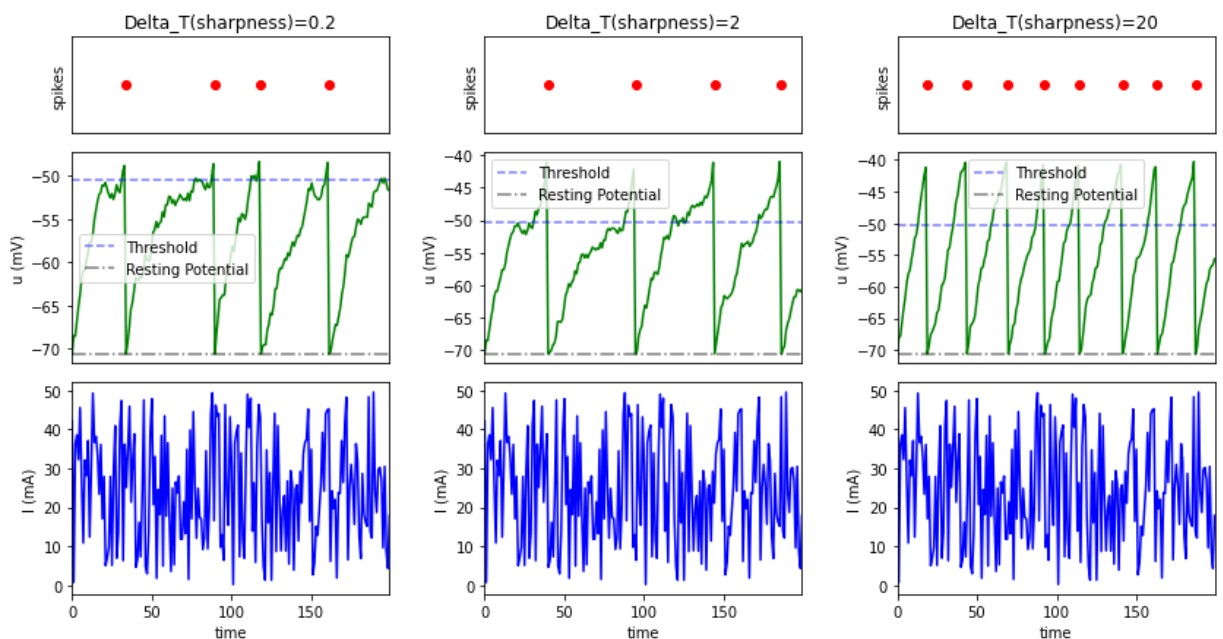 Delta_T(sharpness)=0.2
spikes
−50
−55
−60
−65
−70
u (mV)
Threshold
Resting Potential
50
40
30
20
10
0
I (mA)
0
50
100
150
time
Delta_T(sharpness)=2
spikes
−40
−45
−50
−55
−60
−65
−70
u (mV)
Threshold
Resting Potential
50
40
30
20
10
0
I (mA)
0
50
100
150
time
Delta_T(sharpness)=20
spikes
−40
−45
−50
−55
−60
−65
−70
u (mV)
Threshold
Resting Potential
50
40
30
20
10
0
I (mA)
0
50
100
150
time